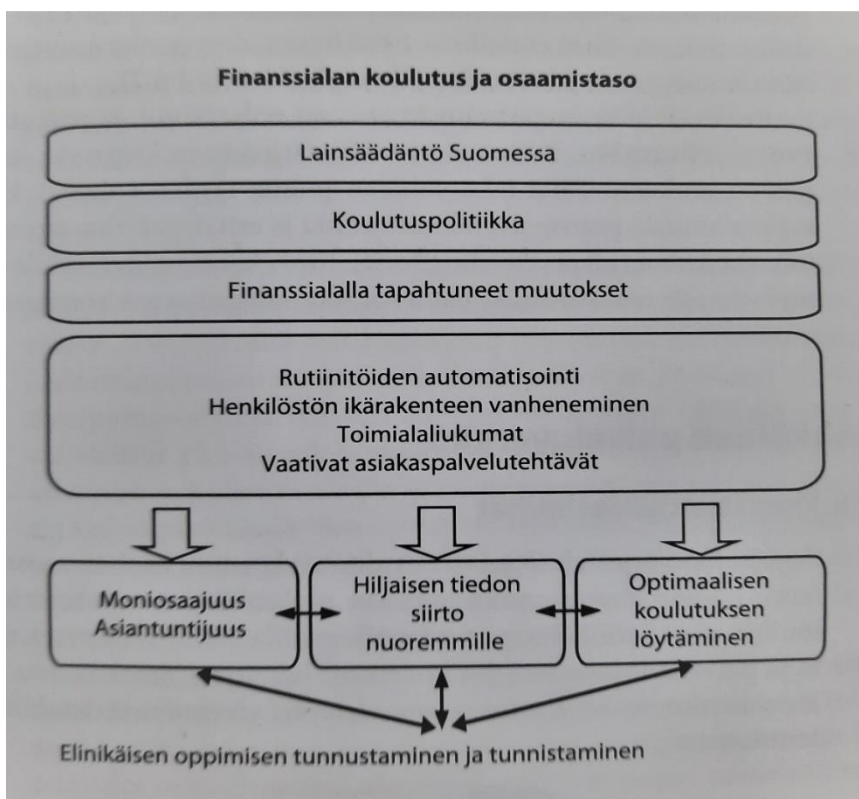 Finanssialan koulutus ja osaamistaso
Lainsäädäntö Suomessa
Koulutuspolitiikka
Finanssialalla tapahtuneet muutokset
Rutiinitöiden automatisointi
Henkilöstön ikärakenteen vanheneminen
Toimialaliukumat
Vaativat asiakaspalvelutehtävät
Moniosaajuus
Asiantuntijuus
Hiljaisen tiedon
siirto
nuoremmille
Optimaalisen
koulutuksen
löytäminen
Elinikäisen oppimisen tunnustaminen ja tunnistaminen